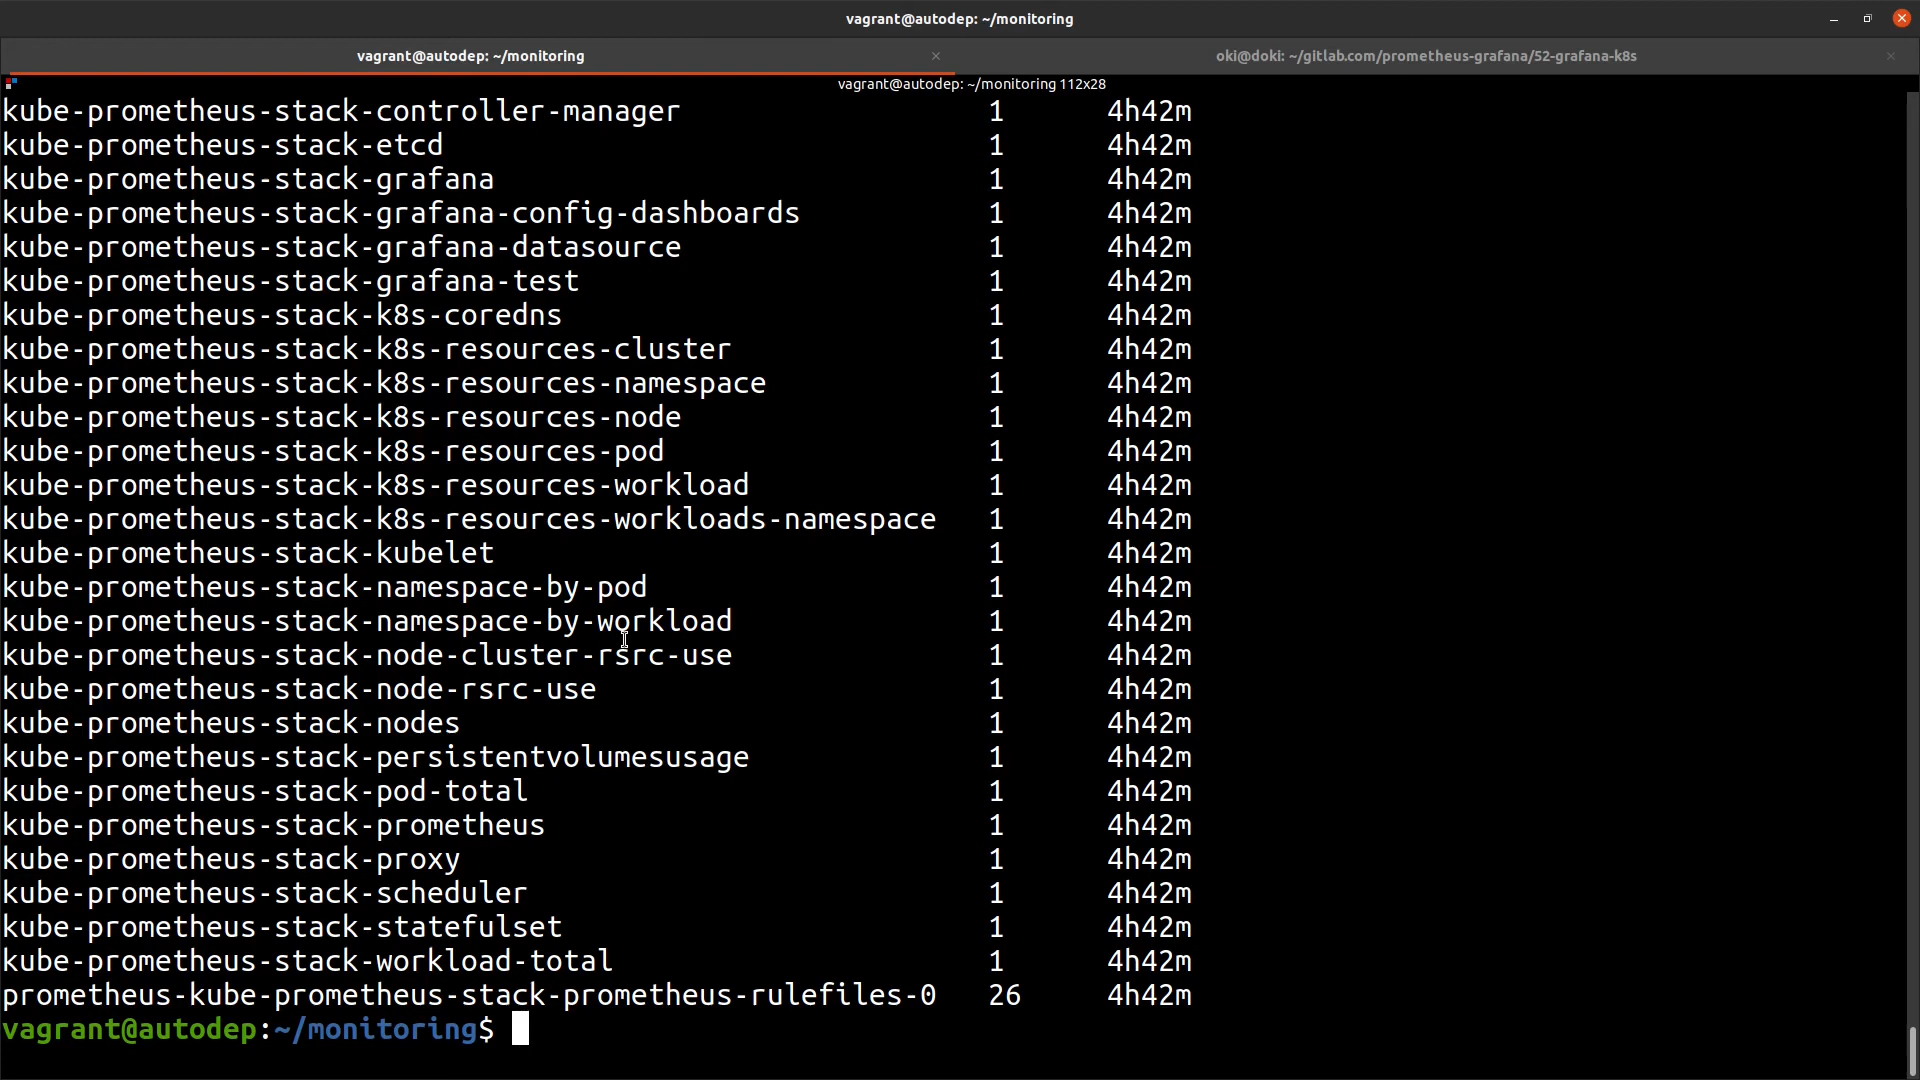 vagrant@autodep: ~/monitoring
vagrant@autodep: ~/monitoring
oki@doki: ~/gitlab.com/prometheus-grafana/52-grafana-k8s
vagrant@autodep: ~/monitoring 112x28
kube-prometheus-stack-controller-manager 1 4h42m
kube-prometheus-stack-etcd 1 4h42m
kube-prometheus-stack-grafana 1 4h42m
kube-prometheus-stack-grafana-config-dashboards 1 4h42m
kube-prometheus-stack-grafana-datasource 1 4h42m
kube-prometheus-stack-grafana-test 1 4h42m
kube-prometheus-stack-k8s-coredns 1 4h42m
kube-prometheus-stack-k8s-resources-cluster 1 4h42m
kube-prometheus-stack-k8s-resources-namespace 1 4h42m
kube-prometheus-stack-k8s-resources-node 1 4h42m
kube-prometheus-stack-k8s-resources-pod 1 4h42m
kube-prometheus-stack-k8s-resources-workload 1 4h42m
kube-prometheus-stack-k8s-resources-workloads-namespace 1 4h42m
kube-prometheus-stack-kubelet 1 4h42m
kube-prometheus-stack-namespace-by-pod 1 4h42m
kube-prometheus-stack-namespace-by-workload 1 4h42m
kube-prometheus-stack-node-cluster-rsrc-use 1 4h42m
kube-prometheus-stack-node-rsrc-use 1 4h42m
kube-prometheus-stack-nodes 1 4h42m
kube-prometheus-stack-persistentvolumesusage 1 4h42m
kube-prometheus-stack-pod-total 1 4h42m
kube-prometheus-stack-prometheus 1 4h42m
kube-prometheus-stack-proxy 1 4h42m
kube-prometheus-stack-scheduler 1 4h42m
kube-prometheus-stack-statefulset 1 4h42m
kube-prometheus-stack-workload-total 1 4h42m
prometheus-kube-prometheus-stack-prometheus-rulefiles-0 26 4h42m
vagrant@autodep:~/monitoring$